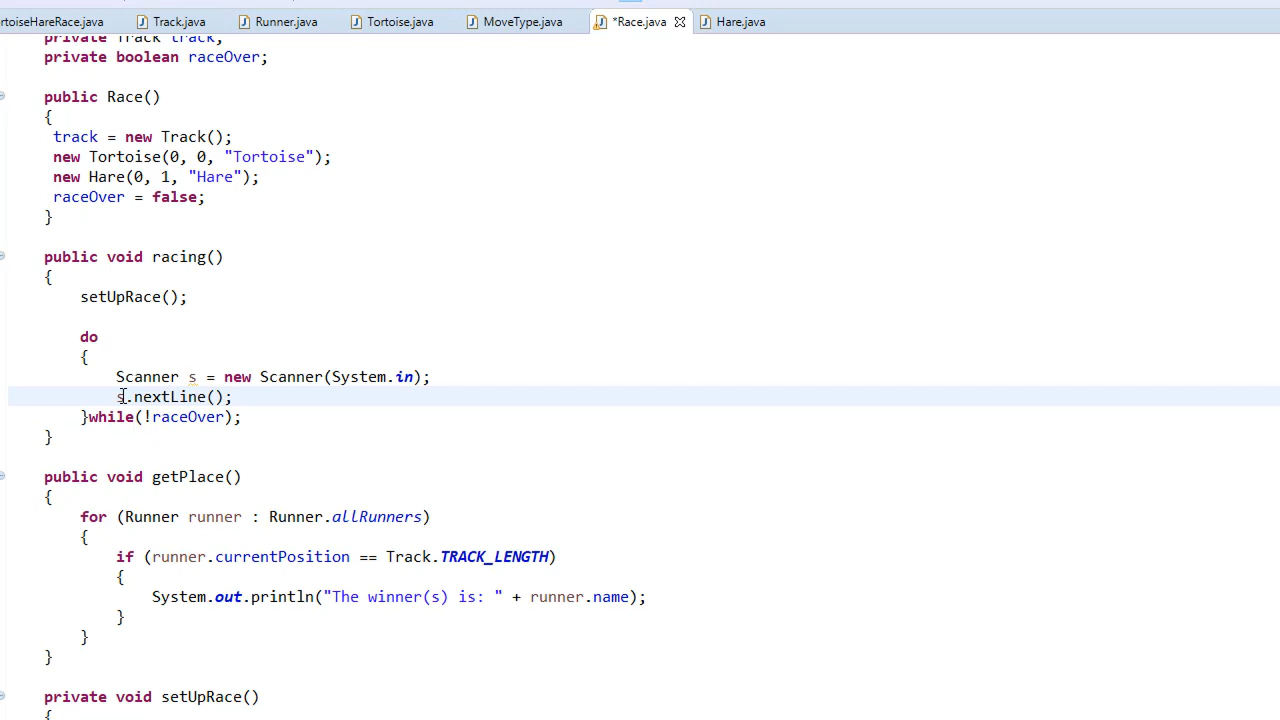 rtoiseHareRace.java Track.java Runner.java Tortoise.java MoveType.java *Race.java Hare.java
private Track track;
private boolean raceOver;
public Race()
{
track = new Track();
new Tortoise(0, 0, "Tortoise");
new Hare(0, 1, "Hare");
raceOver = false;
}
public void racing()
{
setUpRace();
do
{
Scanner s = new Scanner(System.in);
s.nextLine();
}while(!raceOver);
}
public void getPlace()
{
for (Runner runner : Runner.allRunners)
{
if (runner.currentPosition == Track.TRACK_LENGTH)
{
System.out.println("The winner(s) is: " + runner.name);
}
}
}
private void setUpRace()
{